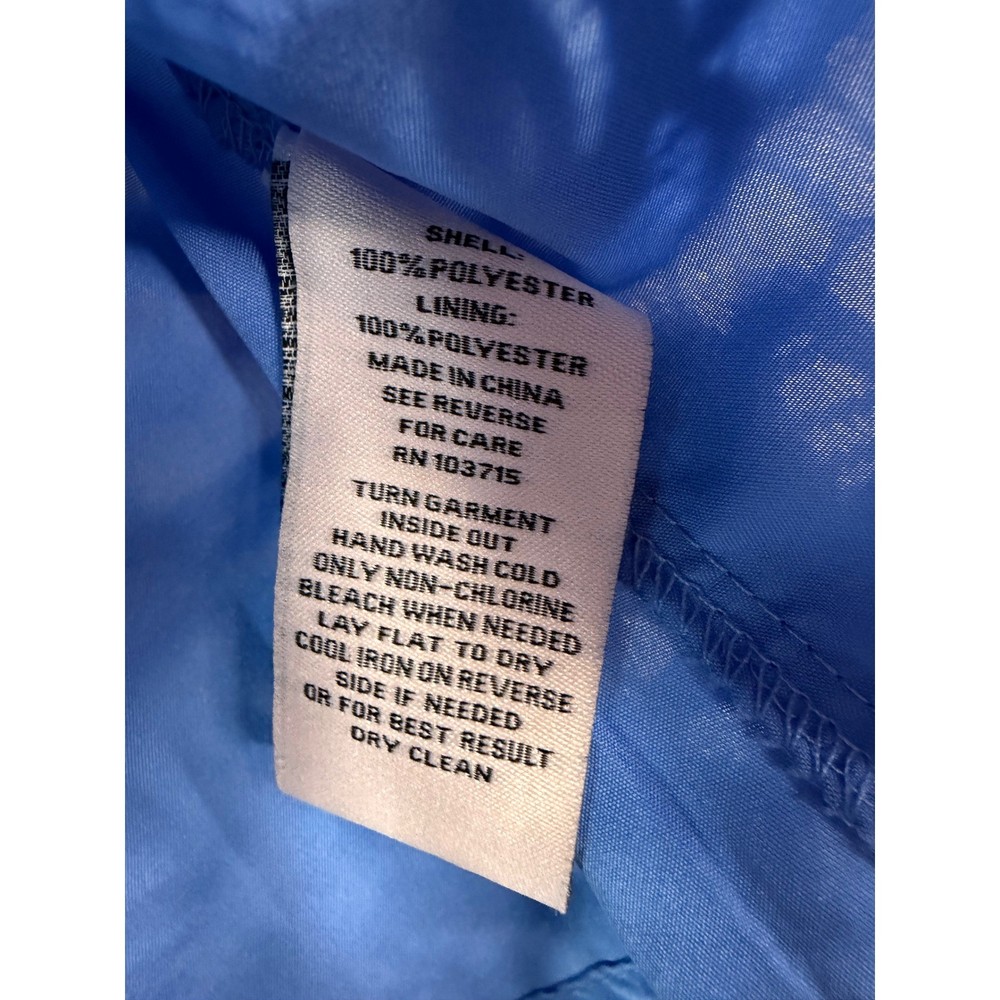 SHELL:
100%POLYESTER
LINING:
100%POLYESTER
MADE IN CHINA
SEE REVERSE
FOR CARE
RN 103715
TURN GARMENT
INSIDE OUT
HAND WASH COLD
ONLY NON-CHLORINE
BLEACH WHEN NEEDED
LAY FLAT TO DRY
COOL IRON ON REVERSE
SIDE IF NEEDED
OR FOR BEST RESULT
DRY CLEAN